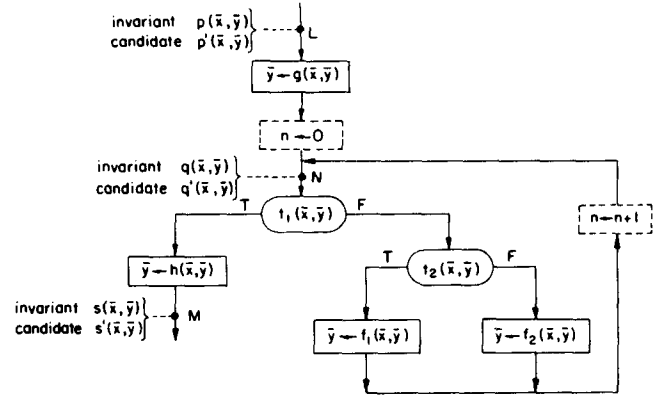 invariant p(x̄,ȳ)
candidate p'(x̄,ȳ)
L
ȳ←g(x̄,ȳ)
n←0
invariant q(x̄,ȳ)
candidate q'(x̄,ȳ)
N
T
t₁(x̄,ȳ)
F
n←n+1
ȳ←h(x̄,ȳ)
T
t₂(x̄,ȳ)
F
invariant s(x̄,ȳ)
candidate s'(x̄,ȳ)
M
ȳ←f₁(x̄,ȳ)
ȳ←f₂(x̄,ȳ)